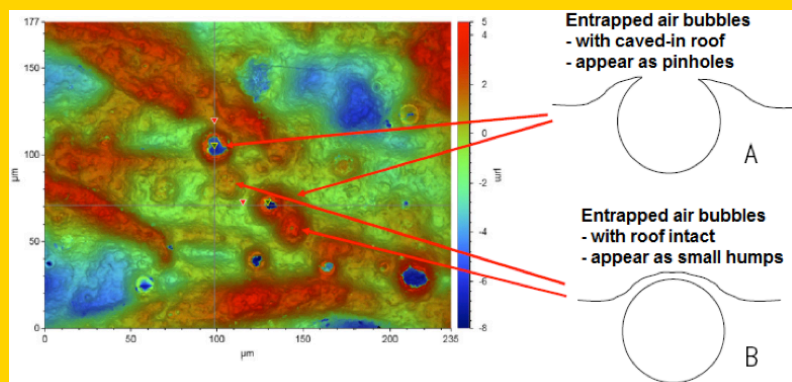 177
150
100
50
0
µm
0
50
100
150
200
235
µm
5
4
2
0
-2
-4
-6
-8
µm
Entrapped air bubbles
- with caved-in roof
- appear as pinholes
A
Entrapped air bubbles
- with roof intact
- appear as small humps
B